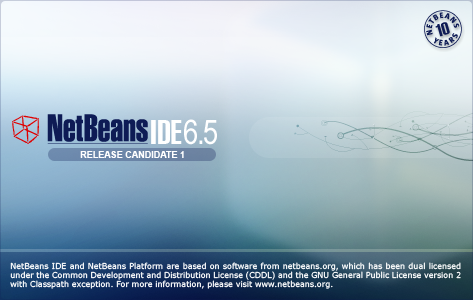 NETBEANS
10
YEARS
NetBeans IDE 6.5
RELEASE CANDIDATE 1
NetBeans IDE and NetBeans Platform are based on software from netbeans.org, which has been dual licensed
under the Common Development and Distribution License (CDDL) and the GNU General Public License version 2
with Classpath exception. For more information, please visit www.netbeans.org.